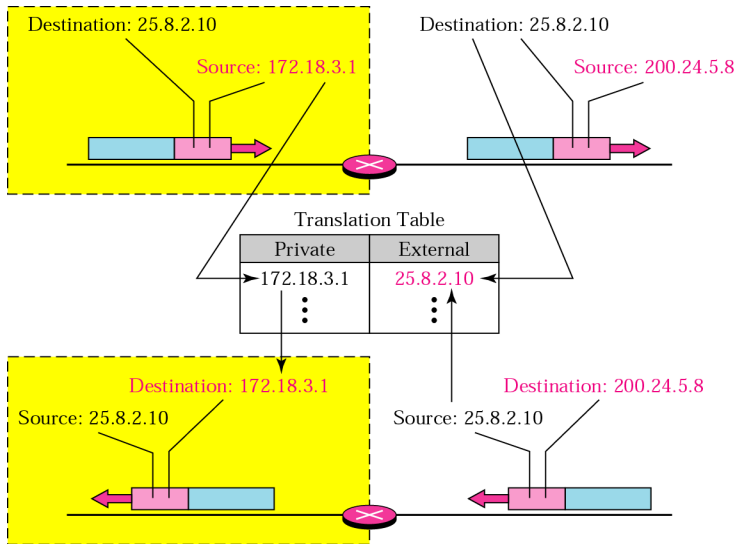 Destination: 25.8.2.10
Source: 172.18.3.1
Destination: 25.8.2.10
Source: 200.24.5.8
Translation Table
Private External
172.18.3.1 25.8.2.10
Destination: 172.18.3.1
Source: 25.8.2.10
Destination: 200.24.5.8
Source: 25.8.2.10